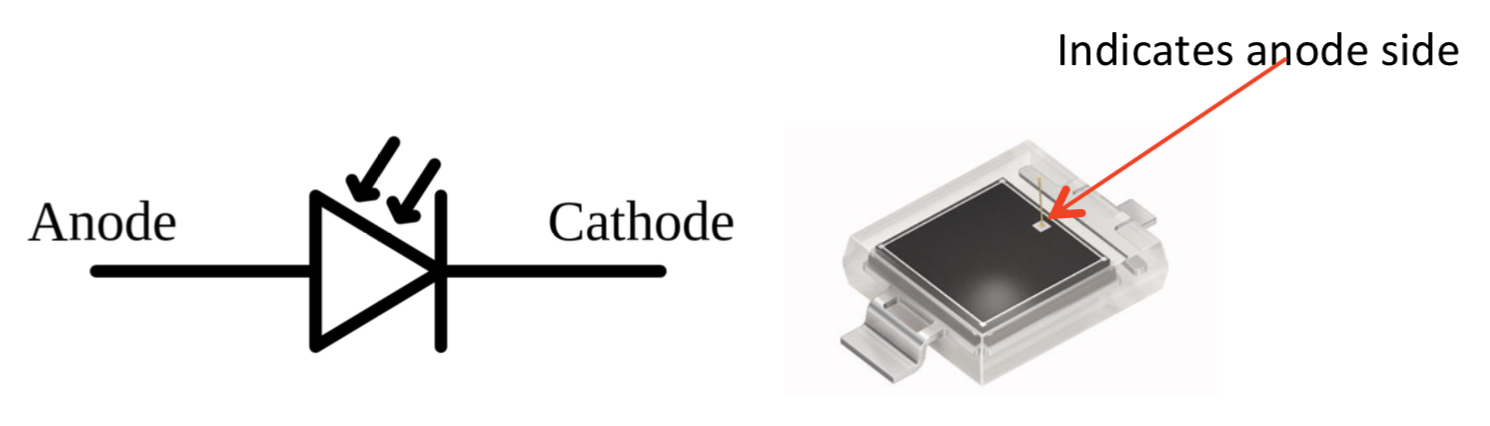 Indicates anode side
Anode
Cathode